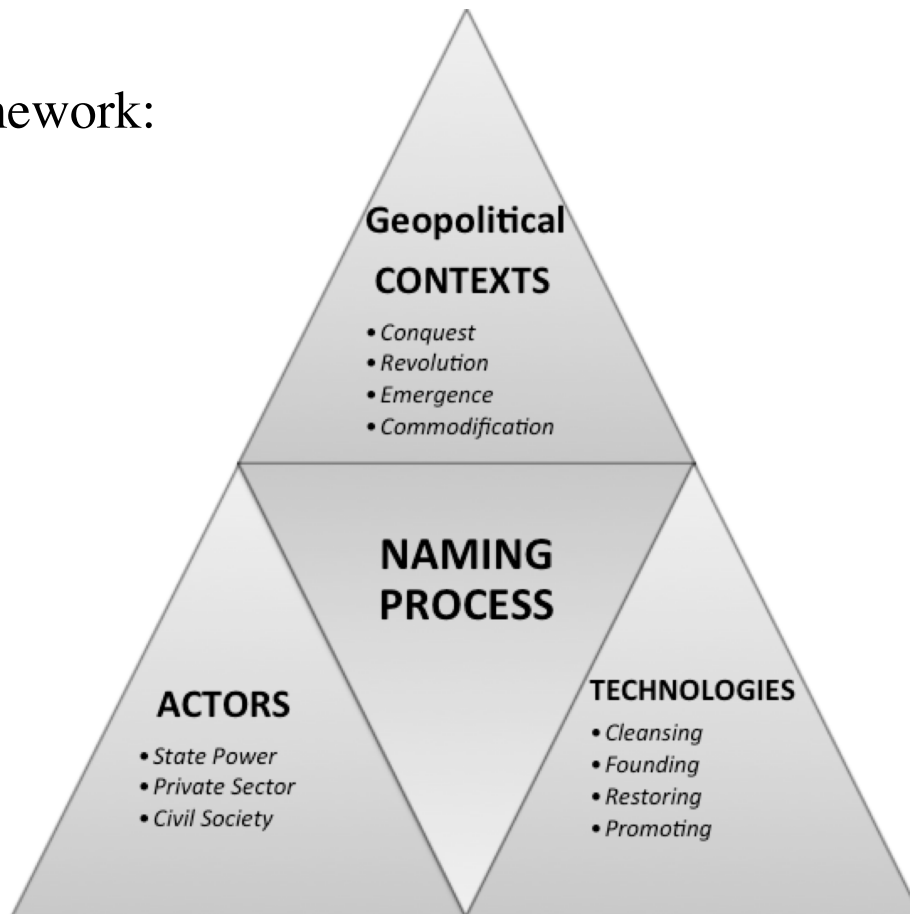 Geopolitical
CONTEXTS
• Conquest
• Revolution
• Emergence
• Commodification
NAMING
PROCESS
ACTORS
• State Power
• Private Sector
• Civil Society
TECHNOLOGIES
• Cleansing
• Founding
• Restoring
• Promoting